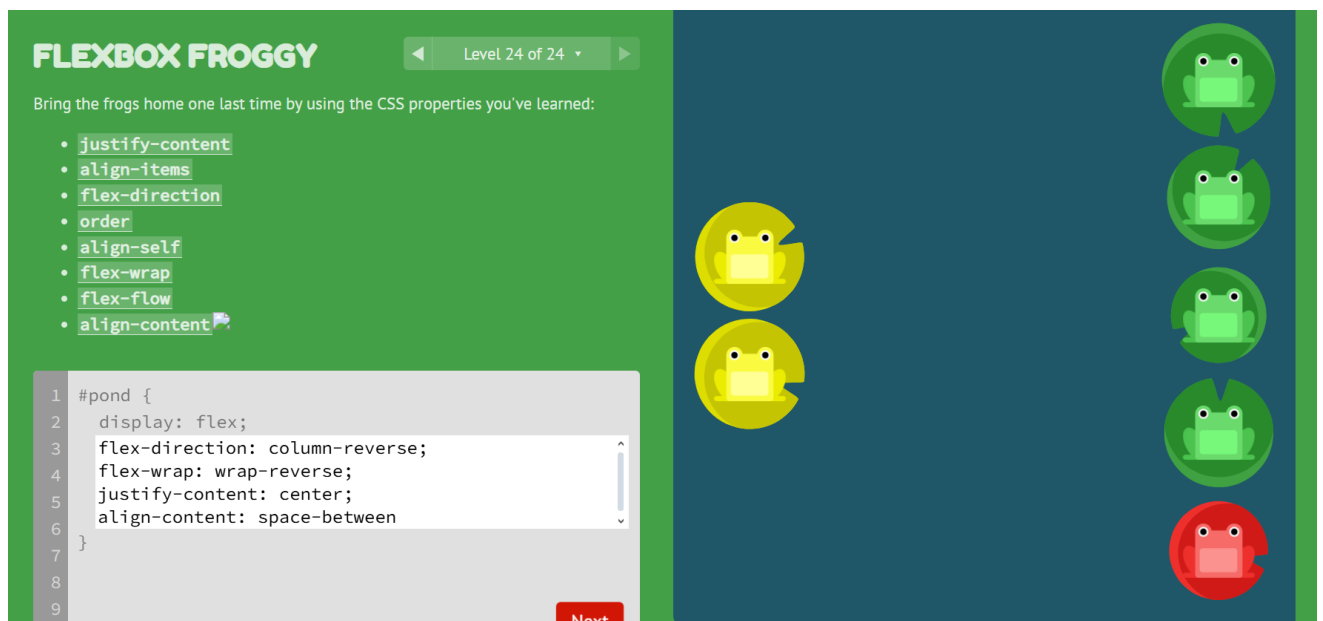 FLEXBOX FROGGY
◀ Level 24 of 24 ▾ ▶
Bring the frogs home one last time by using the CSS properties you've learned:
• justify-content
• align-items
• flex-direction
• order
• align-self
• flex-wrap
• flex-flow
• align-content
1 #pond {
2 display: flex;
3 flex-direction: column-reverse;
4 flex-wrap: wrap-reverse;
5 justify-content: center;
6 align-content: space-between
7 }
8
9
Next